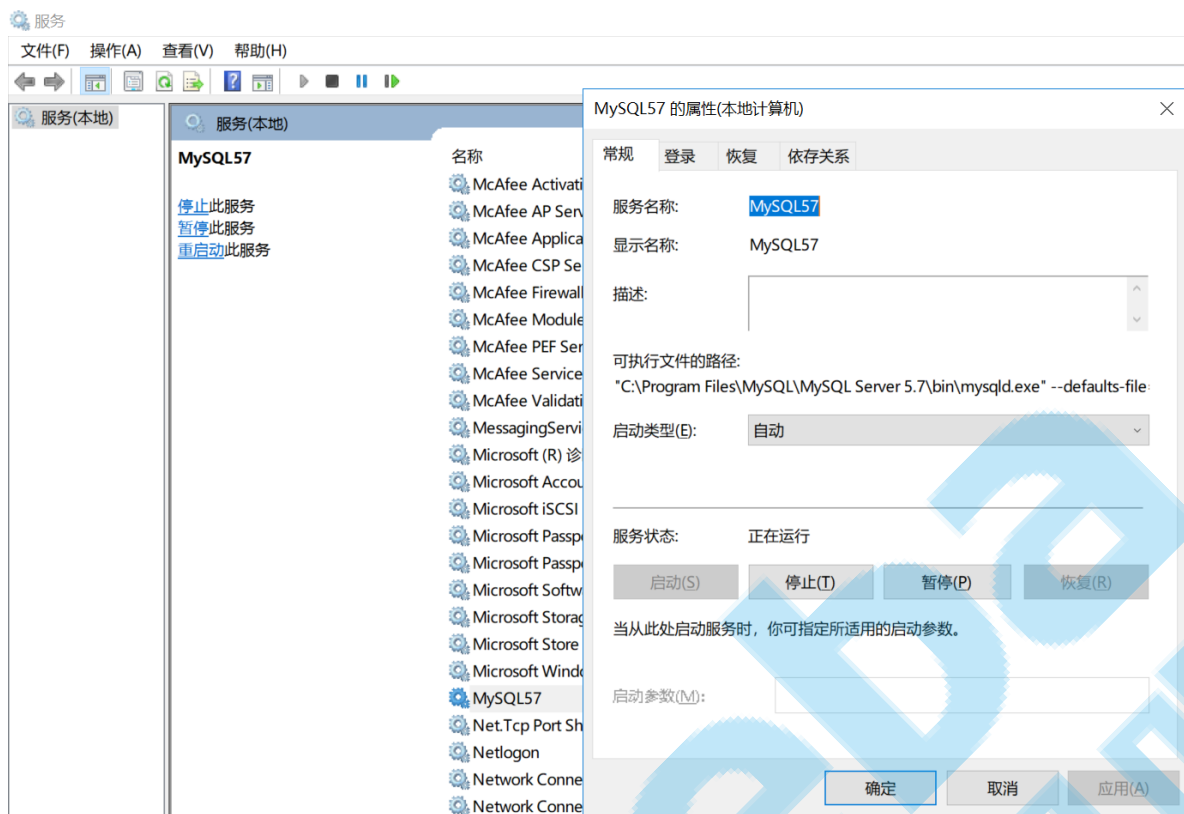 服务
文件(F) 操作(A) 查看(V) 帮助(H)
服务(本地)
服务(本地)
MySQL57
停止此服务
暂停此服务
重启动此服务
名称
McAfee Activati
McAfee AP Serv
McAfee Applica
McAfee CSP Se
McAfee Firewall
McAfee Module
McAfee PEF Ser
McAfee Service
McAfee Validati
MessagingServi
Microsoft (R) 诊
Microsoft Accou
Microsoft iSCSI
Microsoft Passp
Microsoft Passp
Microsoft Softw
Microsoft Storag
Microsoft Store
Microsoft Windo
MySQL57
Net.Tcp Port Sh
Netlogon
Network Conne
Network Conne
MySQL57 的属性(本地计算机)
常规 登录 恢复 依存关系
服务名称: MySQL57
显示名称: MySQL57
描述:
可执行文件的路径:
"C:\Program Files\MySQL\MySQL Server 5.7\bin\mysqld.exe" --defaults-file=
启动类型(E): 自动
服务状态: 正在运行
启动(S) 停止(T) 暂停(P) 恢复(R)
当从此处启动服务时，你可指定所适用的启动参数。
启动参数(M):
确定 取消 应用(A)